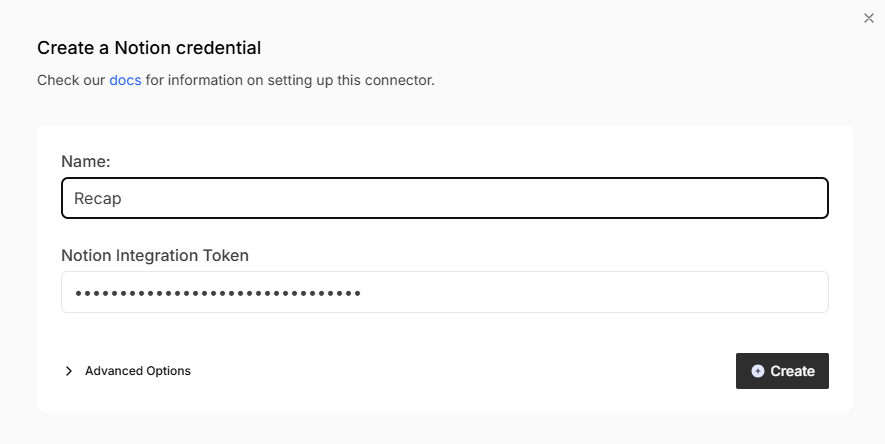 Create a Notion credential
Check our docs for information on setting up this connector.
Name:
Recap
Notion Integration Token
••••••••••••••••••••••••••••••••
Advanced Options
Create